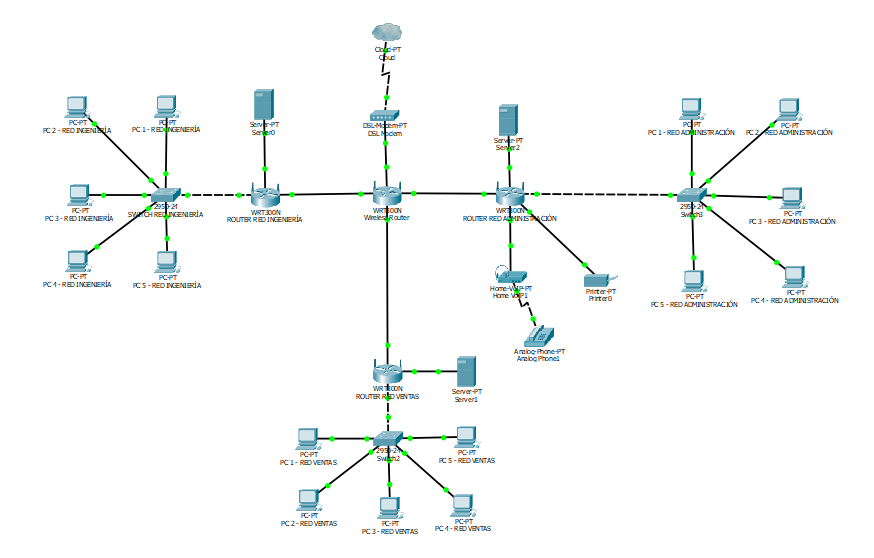 Cloud-PT
Cloud
DSL-Modem-PT
DSL Modem
Server-PT
Server0
Server-PT
Server2
PC-PT
PC 2 - RED INGENIERÍA
PC-PT
PC 1 - RED INGENIERÍA
PC-PT
PC 1 - RED ADMINISTRACIÓN
PC-PT
PC 2 - RED ADMINISTRACIÓN
PC-PT
PC 3 - RED INGENIERÍA
2950-24
SWITCH RED INGENIERÍA
WRT300N
ROUTER RED INGENIERÍA
WRT300N
Wireless Router
WRT300N
ROUTER RED ADMINISTRACIÓN
2950-24
Switch3
PC-PT
PC 3 - RED ADMINISTRACIÓN
PC-PT
PC 4 - RED INGENIERÍA
PC-PT
PC 5 - RED INGENIERÍA
Home-VoIP-PT
Home VoIP1
Printer-PT
Printer0
PC-PT
PC 5 - RED ADMINISTRACIÓN
PC-PT
PC 4 - RED ADMINISTRACIÓN
Analog-Phone-PT
Analog Phone1
WRT300N
ROUTER RED VENTAS
Server-PT
Server1
PC-PT
PC 1 - RED VENTAS
2950-24
Switch2
PC-PT
PC 5 - RED VENTAS
PC-PT
PC 2 - RED VENTAS
PC-PT
PC 3 - RED VENTAS
PC-PT
PC 4 - RED VENTAS